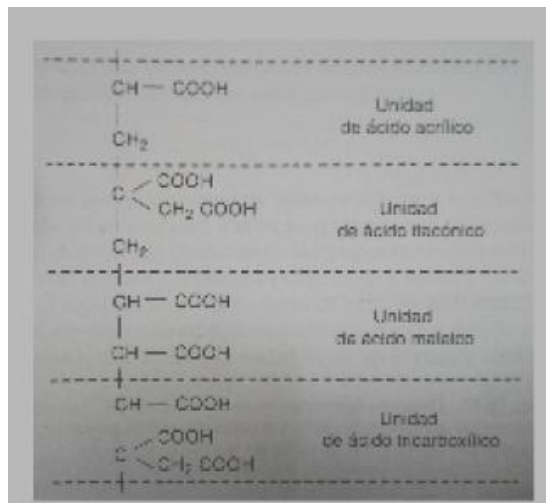 CH — COOH
Unidad
de ácido acrílico
CH₂
COOH
C
CH₂ COOH
Unidad
de ácido itacónico
CH₂
CH — COOH
Unidad
de ácido maleico
CH — COOH
CH — COOH
Unidad
de ácido tricarboxílico
COOH
C
CH₂ COOH